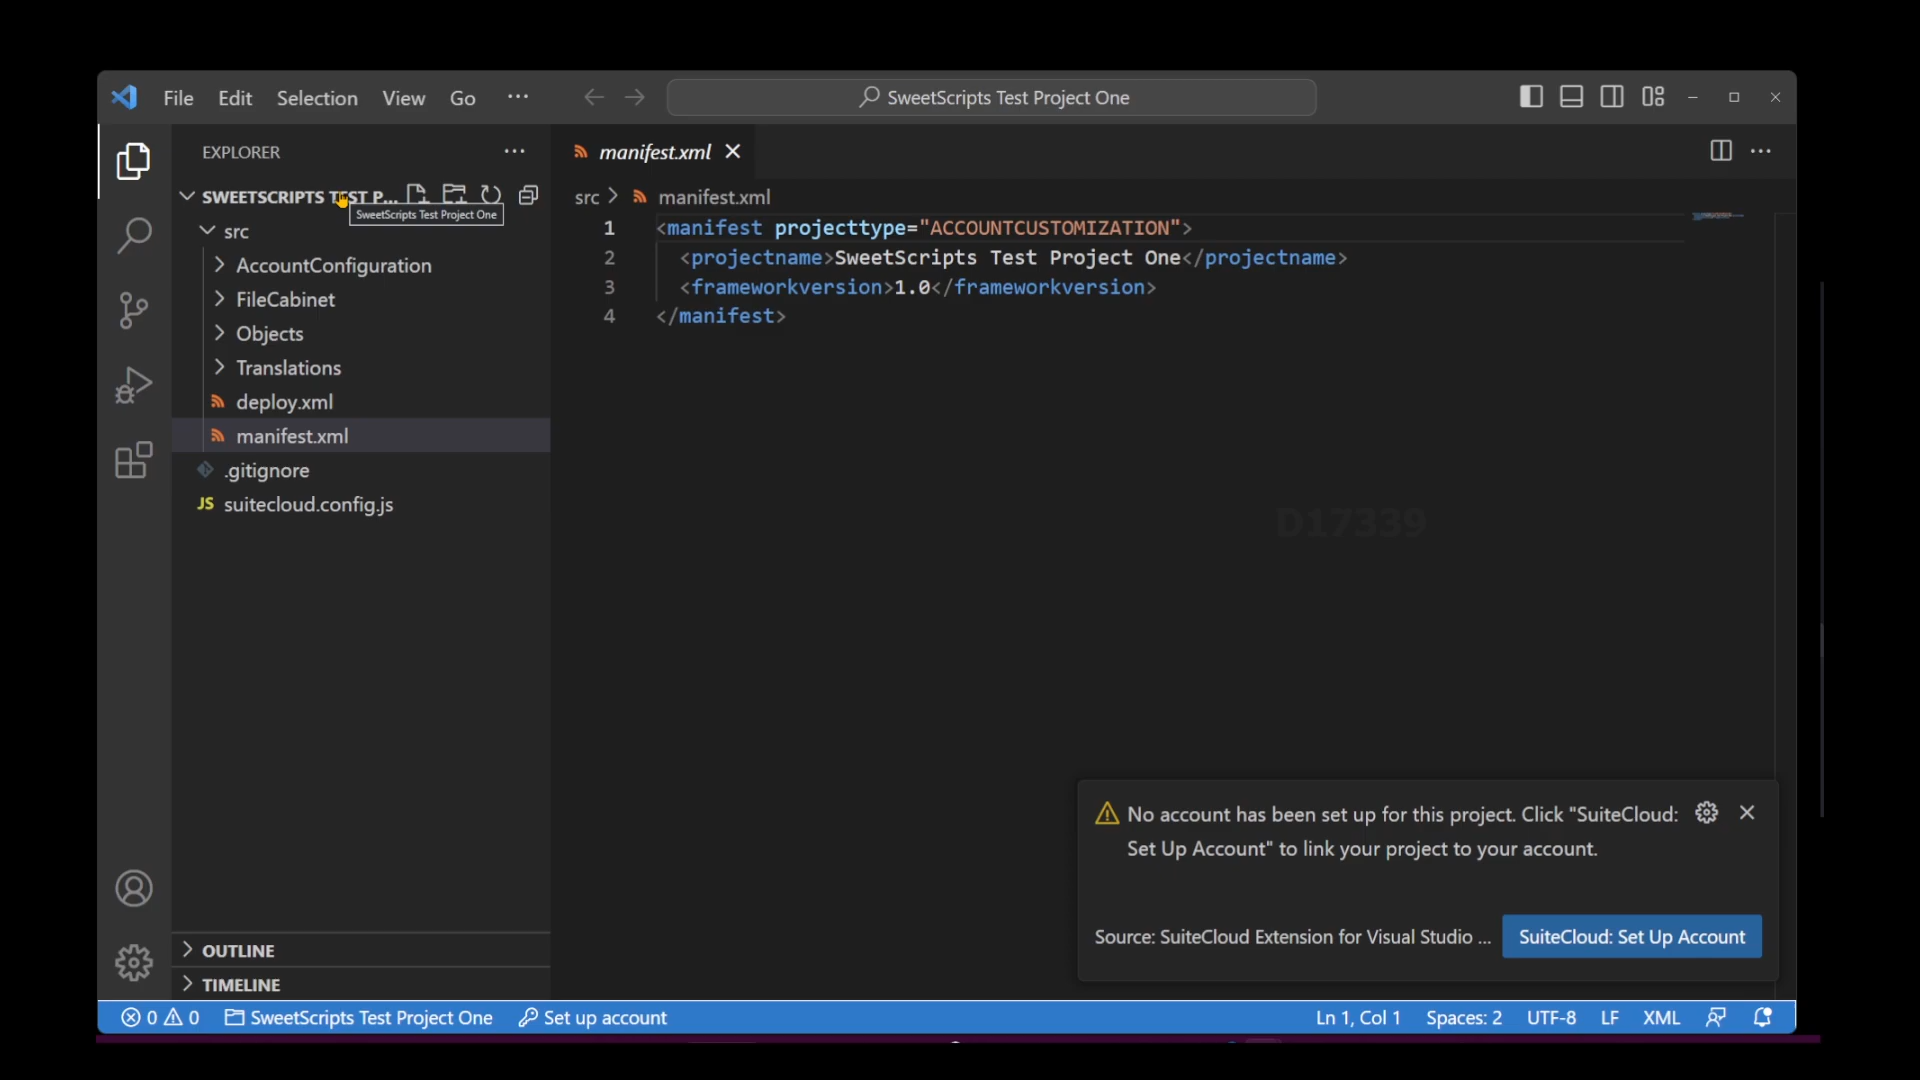 File Edit Selection View Go ...
SweetScripts Test Project One
EXPLORER
manifest.xml
SWEETSCRIPTS TEST P...
SweetScripts Test Project One
src > manifest.xml
src
AccountConfiguration
FileCabinet
Objects
Translations
deploy.xml
manifest.xml
.gitignore
JS suitecloud.config.js
1 <manifest projecttype="ACCOUNTCUSTOMIZATION">
2 <projectname>SweetScripts Test Project One</projectname>
3 <frameworkversion>1.0</frameworkversion>
4 </manifest>
D17339
No account has been set up for this project. Click "SuiteCloud:
Set Up Account" to link your project to your account.
Source: SuiteCloud Extension for Visual Studio ...
SuiteCloud: Set Up Account
OUTLINE
TIMELINE
0 0 SweetScripts Test Project One Set up account Ln 1, Col 1 Spaces: 2 UTF-8 LF XML